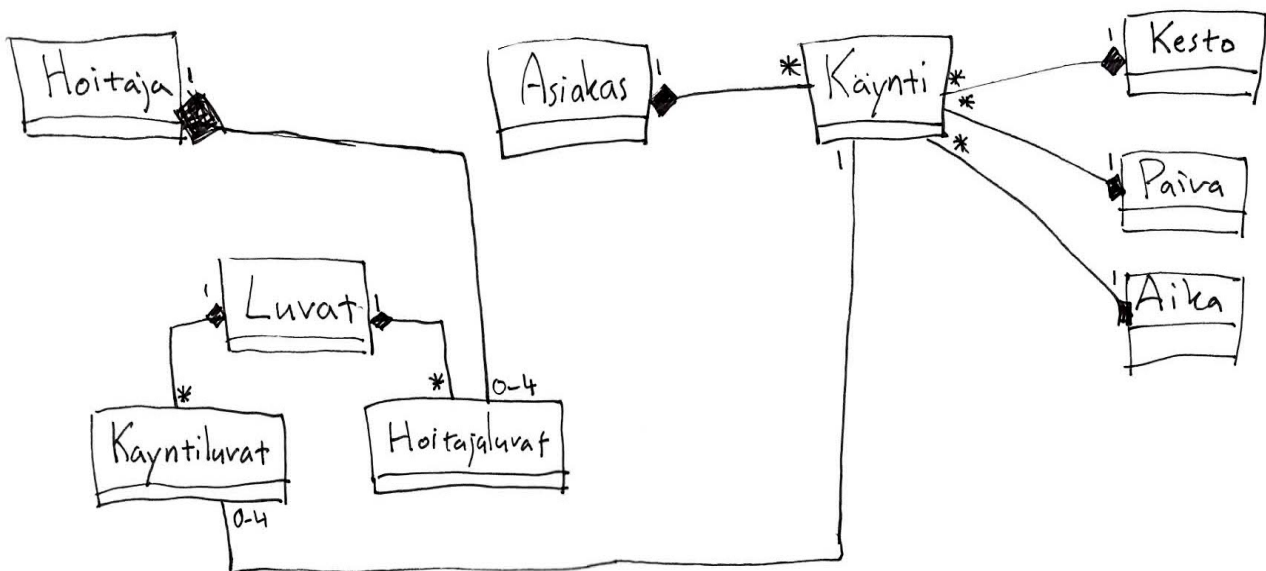 Hoitaja
1
Asiakas
1
*
Käynti
*
*
*
1
1
Kesto
1
Paiva
1
Aika
1
Luvat
1
*
*
0-4
Kayntiluvat
Hoitajaluvat
0-4